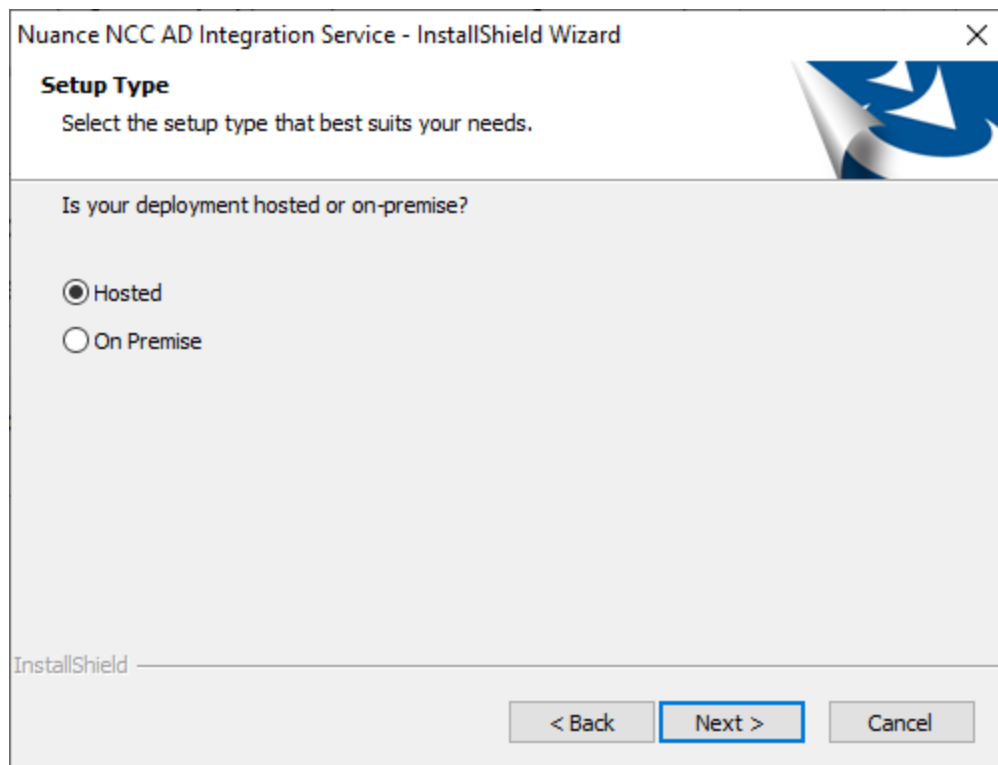 Nuance NCC AD Integration Service - InstallShield Wizard
Setup Type
Select the setup type that best suits your needs.
Is your deployment hosted or on-premise?
Hosted
On Premise
InstallShield
< Back Next > Cancel